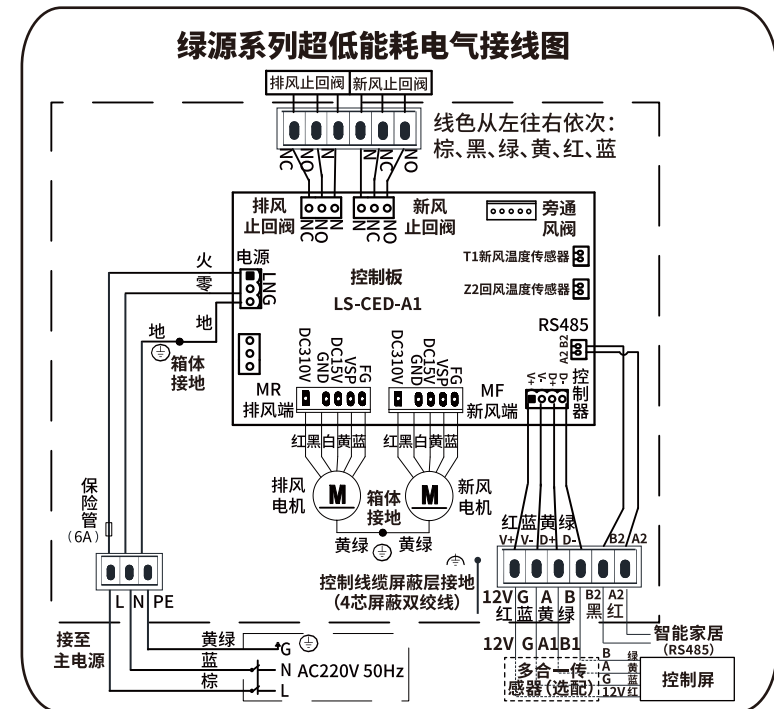 绿源系列超低能耗电气接线图
排风止回阀 新风止回阀
线色从左往右依次：
棕、黑、绿、黄、红、蓝
NC NO N N NC NO
排风
止回阀
新风
止回阀
旁通
风阀
NC NO N N NC NO
T1新风温度传感器
Z2回风温度传感器
火
零
地
地
电源
LNG
控制板
LS-CED-A1
RS485
A2 B2
箱体
接地
DC310V GND DC15V VSP FG
DC310V GND DC15V VSP FG
V+ V- D+ D-
控制器
MR
排风端
MF
新风端
红黑白黄蓝
红黑白黄蓝
排风
电机
M
箱体
接地
M
新风
电机
黄绿
黄绿
保险管
(6A)
红蓝黄绿
V+ V- D+ D-
B2 A2
控制线缆屏蔽层接地
(4芯屏蔽双绞线)
L N PE
12V G A B B2 A2
红蓝黄绿 黑 红
接至
主电源
黄绿
蓝
棕
G
N
L
AC220V 50Hz
12V G A1 B1
智能家居
(RS485)
多合一传
感器(选配)
B 绿
A 黄
G 蓝
12V 红
控制屏